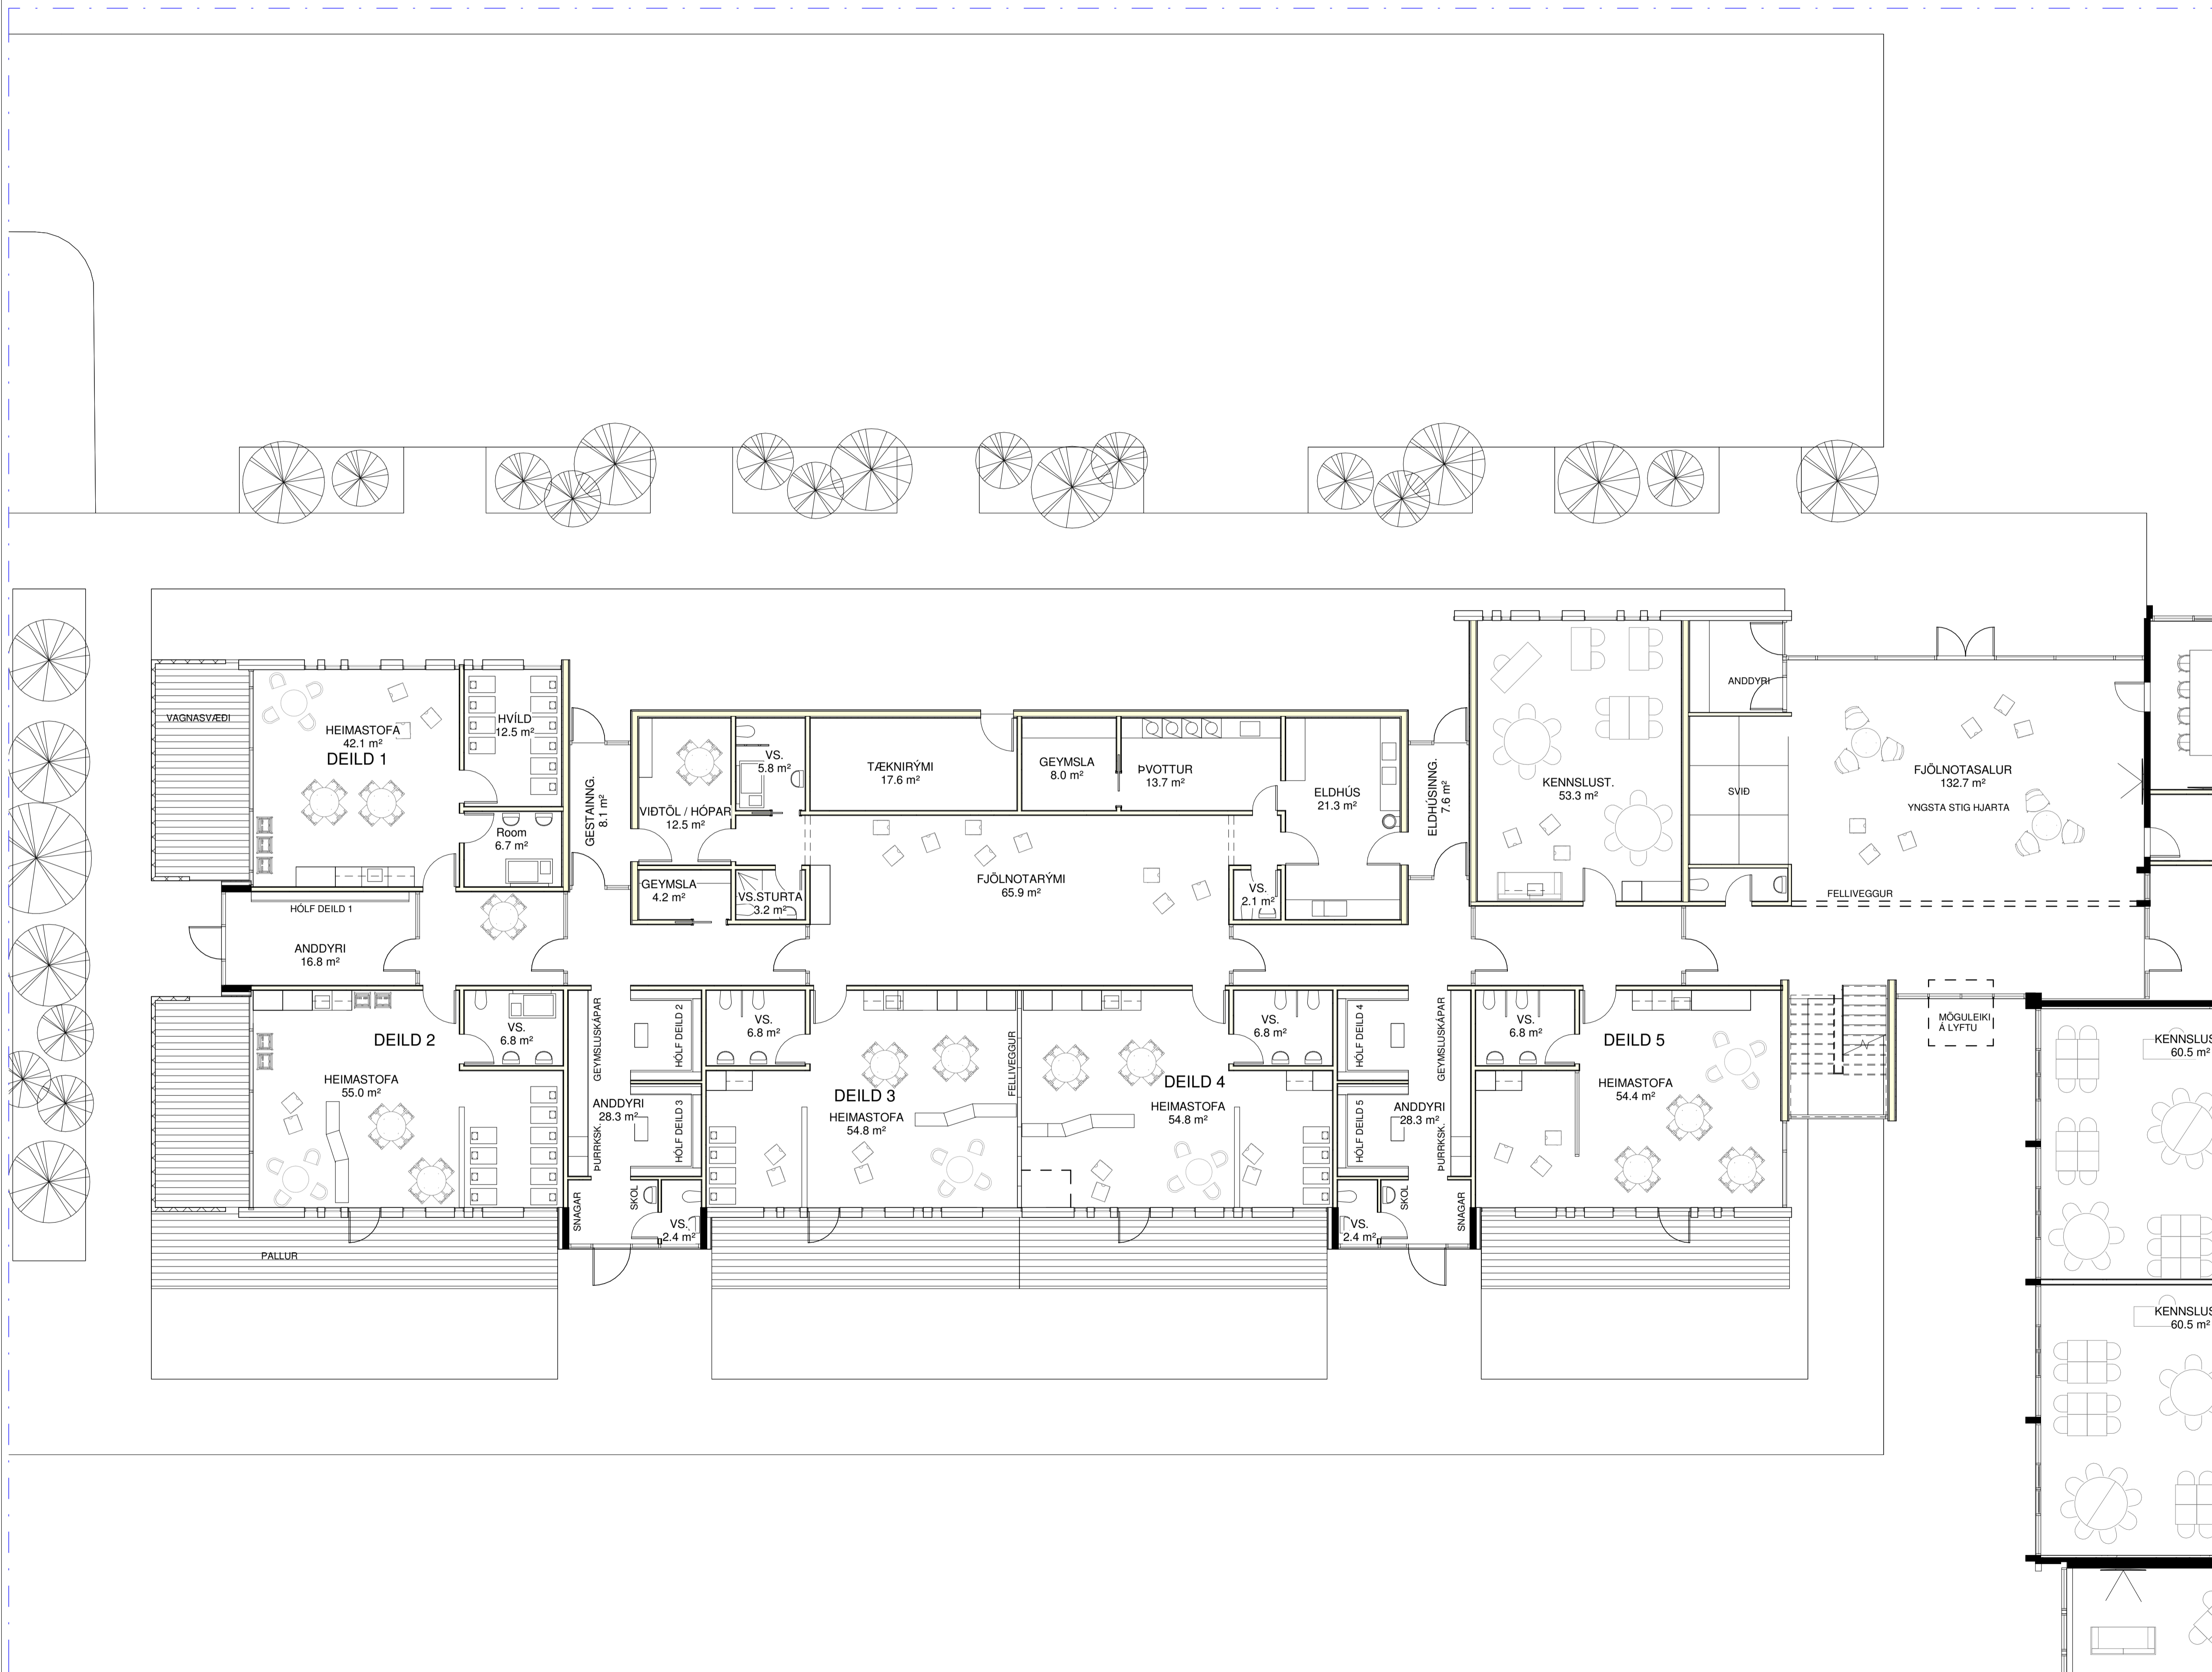 VAGNASVÆÐI
HEIMASTOFA
42.1 m²
DEILD 1
HVÍLD
12.5 m²
Room
6.7 m²
GESTAINNG.
8.1 m²
VIÐTÖL / HÓPAR
12.5 m²
VS.
5.8 m²
TÆKNIRÝMI
17.6 m²
GEYMSLA
8.0 m²
ÞVOTTUR
13.7 m²
ELDHÚS
21.3 m²
ELDHÚSINNG.
7.6 m²
KENNSLUST.
53.3 m²
ANDDYRI
SVIÐ
FJÖLNOTASALUR
132.7 m²
YNGSTA STIG HJARTA
FELLIVEGGUR
HÓLF DEILD 1
ANDDYRI
16.8 m²
GEYMSLA
4.2 m²
VS.STURTA
3.2 m²
FJÖLNOTARÝMI
65.9 m²
VS.
2.1 m²
DEILD 2
HEIMASTOFA
55.0 m²
VS.
6.8 m²
GEYMSLUSKÁPAR
HÓLF DEILD 2
ANDDYRI
28.3 m²
ÞURRKSK.
HÓLF DEILD 3
SNAGAR
SKOL
VS.
2.4 m²
VS.
6.8 m²
DEILD 3
HEIMASTOFA
54.8 m²
FELLIVEGGUR
DEILD 4
HEIMASTOFA
54.8 m²
VS.
6.8 m²
HÓLF DEILD 4
GEYMSLUSKÁPAR
HÓLF DEILD 5
ANDDYRI
28.3 m²
ÞURRKSK.
VS.
2.4 m²
SKOL
SNAGAR
VS.
6.8 m²
DEILD 5
HEIMASTOFA
54.4 m²
MÖGULEIKI
Á LYFTU
KENNSLUS
60.5 m²
KENNSLUS
60.5 m²
PALLUR